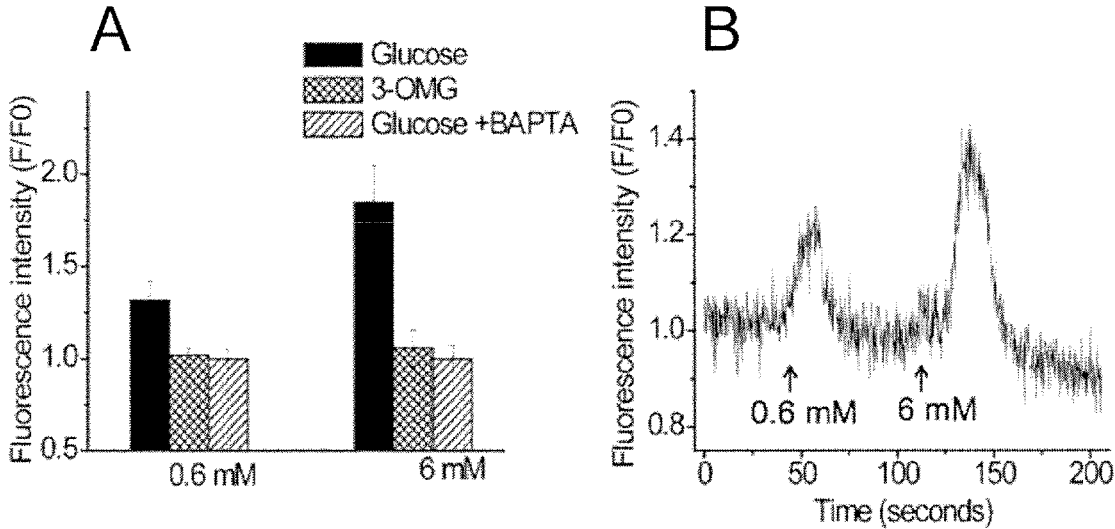 A
Glucose
3-OMG
Glucose +BAPTA
Fluorescence intensity (F/F0)
2.0
1.5
1.0
0.5
0.6 mM
6 mM
B
Fluorescence intensity (F/F0)
1.4
1.2
1.0
0.8
0.6 mM
6 mM
0
50
100
150
200
Time (seconds)